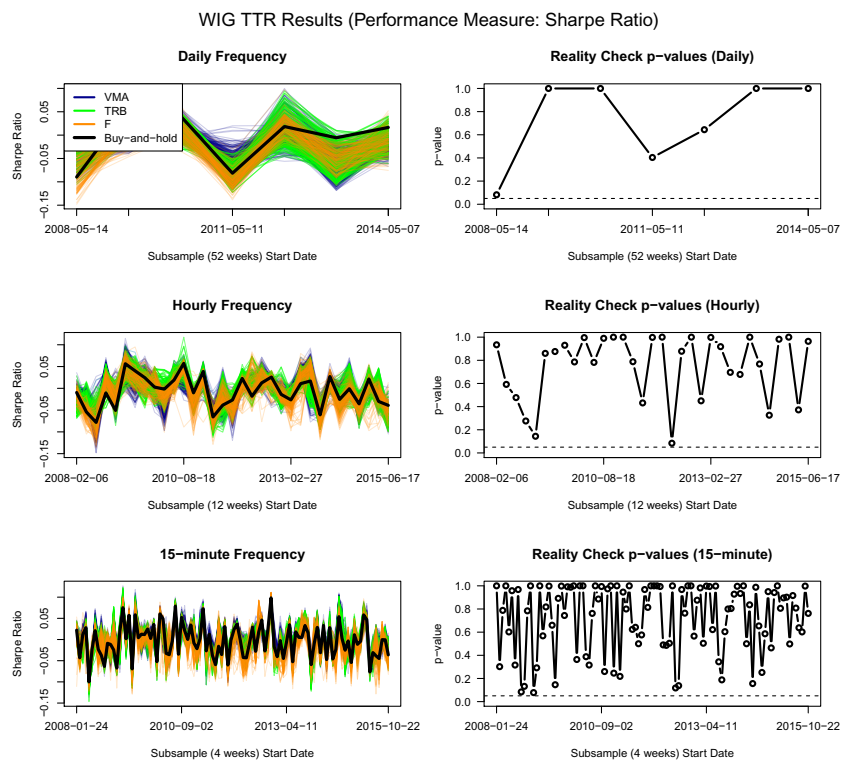 WIG TTR Results (Performance Measure: Sharpe Ratio)
Daily Frequency
Sharpe Ratio
0.05
−0.05
−0.15
VMA
TRB
F
Buy−and−hold
2008−05−14
2011−05−11
2014−05−07
Subsample (52 weeks) Start Date
Reality Check p−values (Daily)
p−value
1.0
0.8
0.6
0.4
0.2
0.0
2008−05−14
2011−05−11
2014−05−07
Subsample (52 weeks) Start Date
Hourly Frequency
Sharpe Ratio
0.05
−0.05
−0.15
2008−02−06
2010−08−18
2013−02−27
2015−06−17
Subsample (12 weeks) Start Date
Reality Check p−values (Hourly)
p−value
1.0
0.8
0.6
0.4
0.2
0.0
2008−02−06
2010−08−18
2013−02−27
2015−06−17
Subsample (12 weeks) Start Date
15−minute Frequency
Sharpe Ratio
0.05
−0.05
−0.15
2008−01−24
2010−09−02
2013−04−11
2015−10−22
Subsample (4 weeks) Start Date
Reality Check p−values (15−minute)
p−value
1.0
0.8
0.6
0.4
0.2
0.0
2008−01−24
2010−09−02
2013−04−11
2015−10−22
Subsample (4 weeks) Start Date